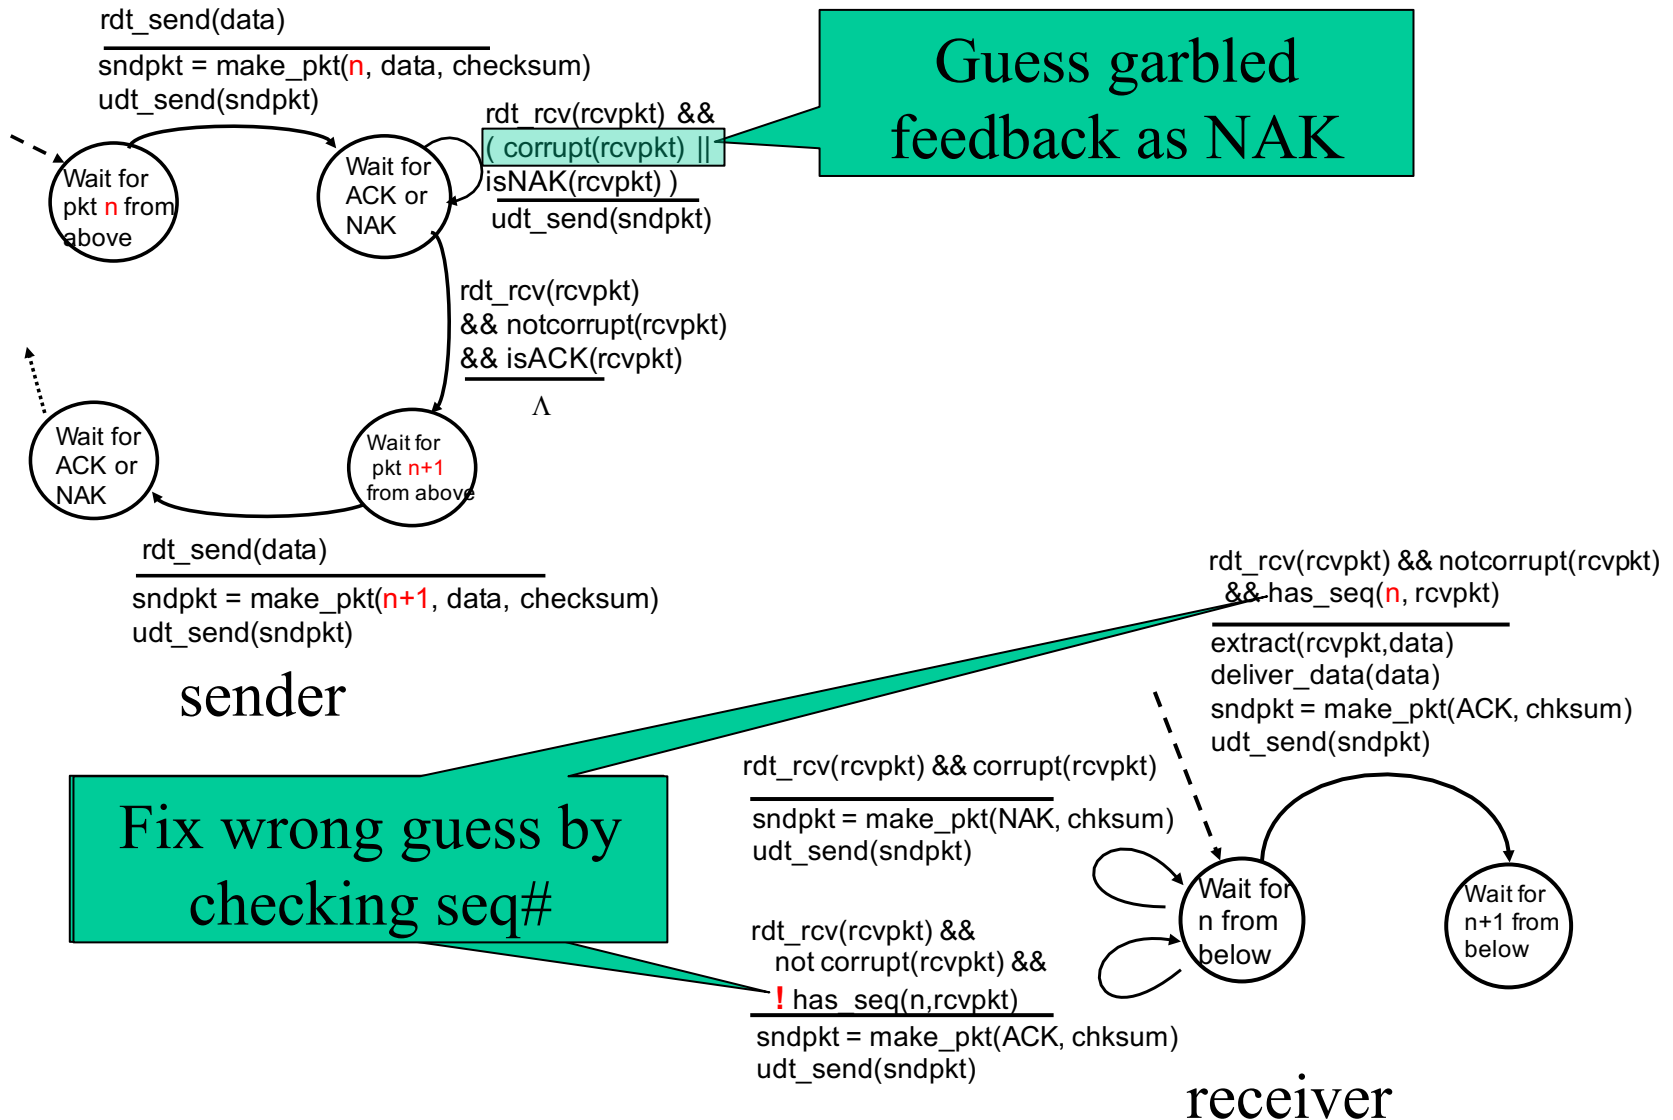 rdt_send(data)
sndpkt = make_pkt(n, data, checksum)
udt_send(sndpkt)
Guess garbled
feedback as NAK
rdt_rcv(rcvpkt) &&
( corrupt(rcvpkt) ||
isNAK(rcvpkt) )
udt_send(sndpkt)
Wait for
pkt n from
above
Wait for
ACK or
NAK
rdt_rcv(rcvpkt)
&& notcorrupt(rcvpkt)
&& isACK(rcvpkt)
Λ
Wait for
ACK or
NAK
Wait for
pkt n+1
from above
rdt_send(data)
sndpkt = make_pkt(n+1, data, checksum)
udt_send(sndpkt)
sender
rdt_rcv(rcvpkt) && notcorrupt(rcvpkt)
&& has_seq(n, rcvpkt)
extract(rcvpkt,data)
deliver_data(data)
sndpkt = make_pkt(ACK, chksum)
udt_send(sndpkt)
Fix wrong guess by
checking seq#
rdt_rcv(rcvpkt) && corrupt(rcvpkt)
sndpkt = make_pkt(NAK, chksum)
udt_send(sndpkt)
Wait for
n from
below
Wait for
n+1 from
below
rdt_rcv(rcvpkt) &&
not corrupt(rcvpkt) &&
! has_seq(n,rcvpkt)
sndpkt = make_pkt(ACK, chksum)
udt_send(sndpkt)
receiver